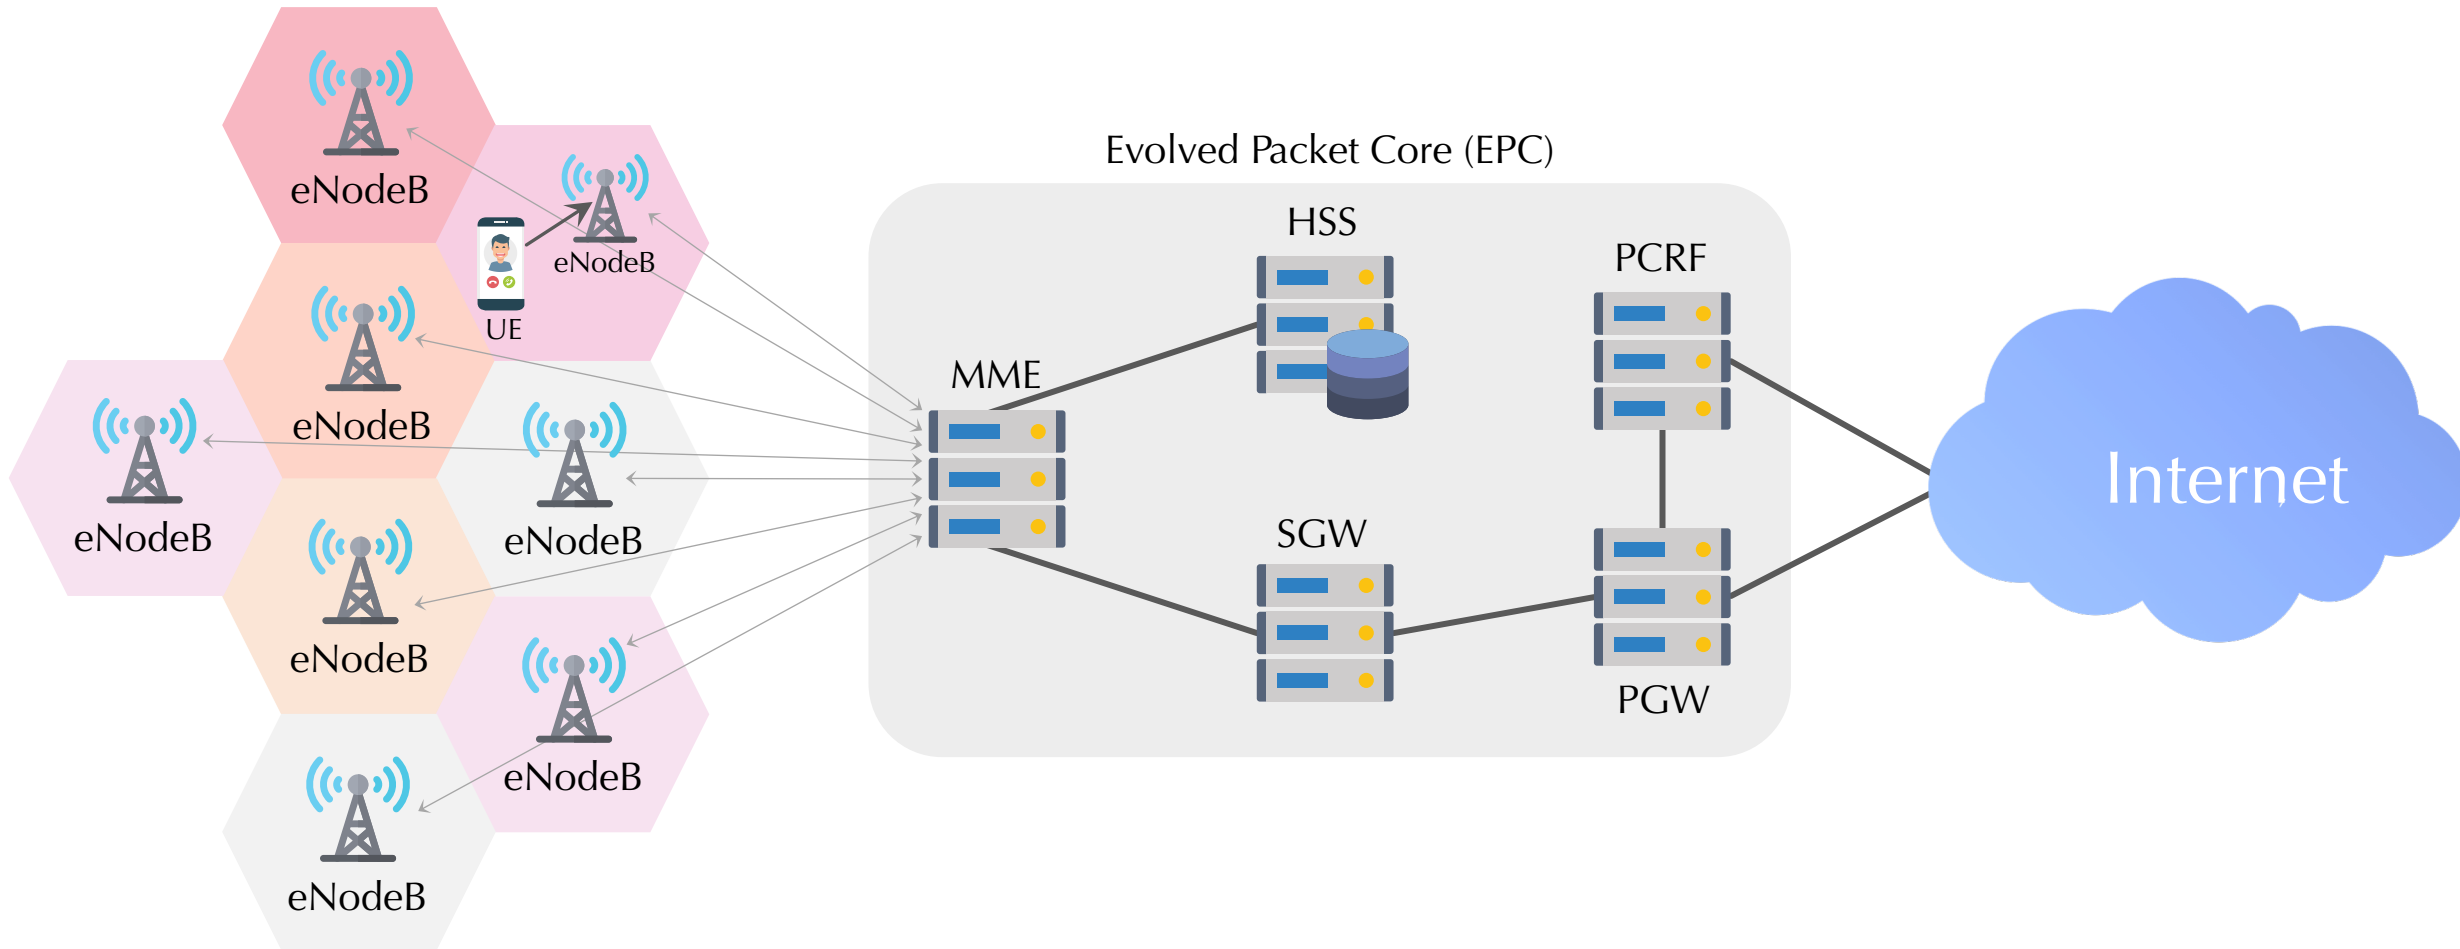 eNodeB
eNodeB
UE
eNodeB
eNodeB
eNodeB
eNodeB
eNodeB
eNodeB
Evolved Packet Core (EPC)
HSS
PCRF
MME
SGW
PGW
Internet